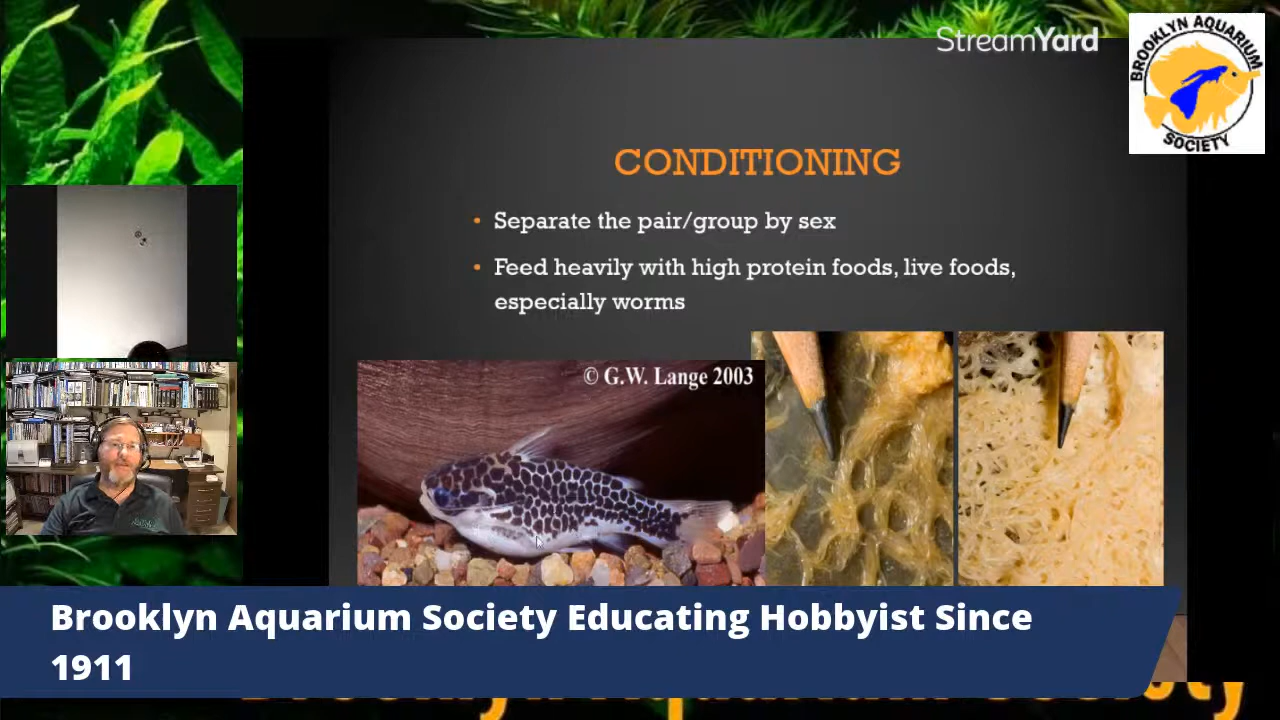 StreamYard
BROOKLYN AQUARIUM
SOCIETY
CONDITIONING
• Separate the pair/group by sex
• Feed heavily with high protein foods, live foods,
especially worms
© G.W. Lange 2003
Brooklyn Aquarium Society Educating Hobbyist Since
1911